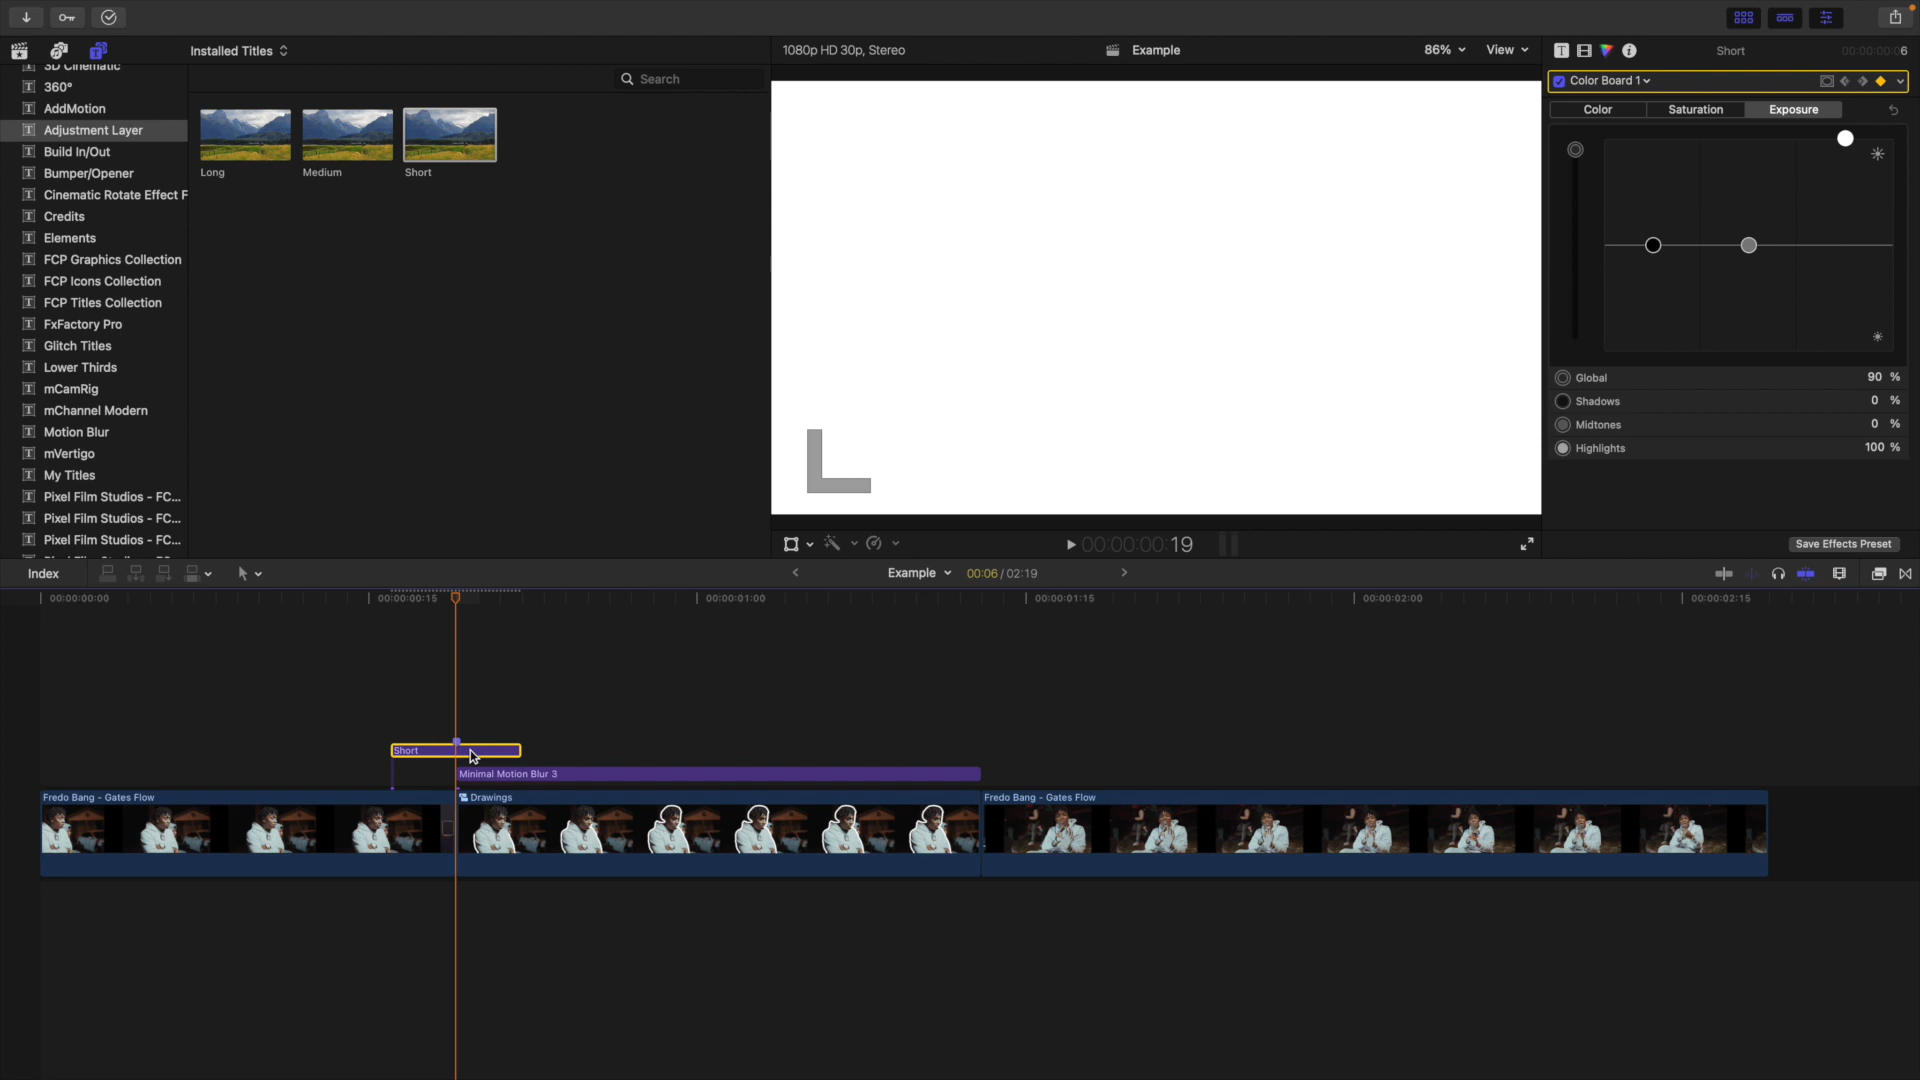 Installed Titles
1080p HD 30p, Stereo
Example
86%
View
Short
00:00:00:06
3D Cinematic
360°
AddMotion
Adjustment Layer
Build In/Out
Bumper/Opener
Cinematic Rotate Effect F
Credits
Elements
FCP Graphics Collection
FCP Icons Collection
FCP Titles Collection
FxFactory Pro
Glitch Titles
Lower Thirds
mCamRig
mChannel Modern
Motion Blur
mVertigo
My Titles
Pixel Film Studios - FC...
Pixel Film Studios - FC...
Pixel Film Studios - FC...
Search
Long
Medium
Short
Color Board 1
Color
Saturation
Exposure
Global 90 %
Shadows 0 %
Midtones 0 %
Highlights 100 %
00:00:00:19
Save Effects Preset
Index
Example
00:06 / 02:19
00:00:00:00
00:00:00:15
00:00:01:00
00:00:01:15
00:00:02:00
00:00:02:15
Short
Minimal Motion Blur 3
Fredo Bang - Gates Flow
Drawings
Fredo Bang - Gates Flow